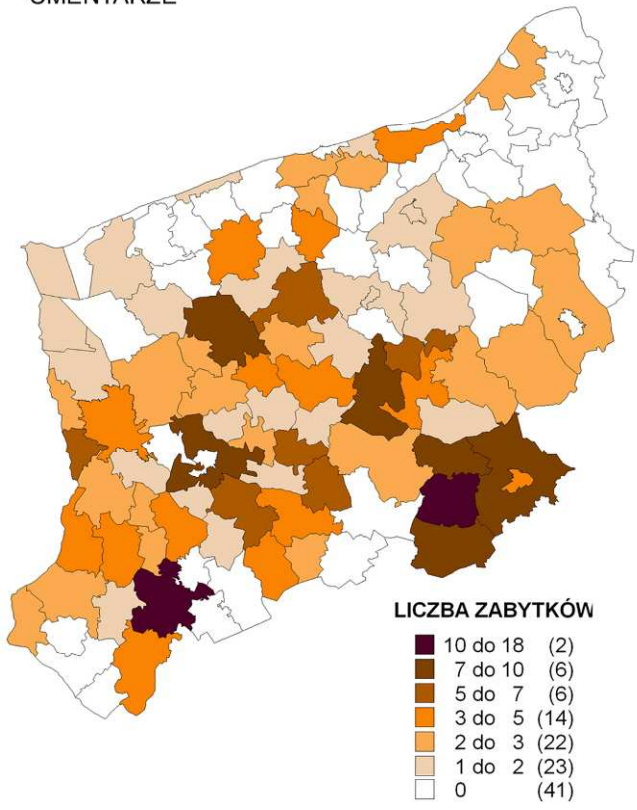 CMENTARZE
LICZBA ZABYTKÓW
10 do 18 (2)
7 do 10 (6)
5 do 7 (6)
3 do 5 (14)
2 do 3 (22)
1 do 2 (23)
0 (41)